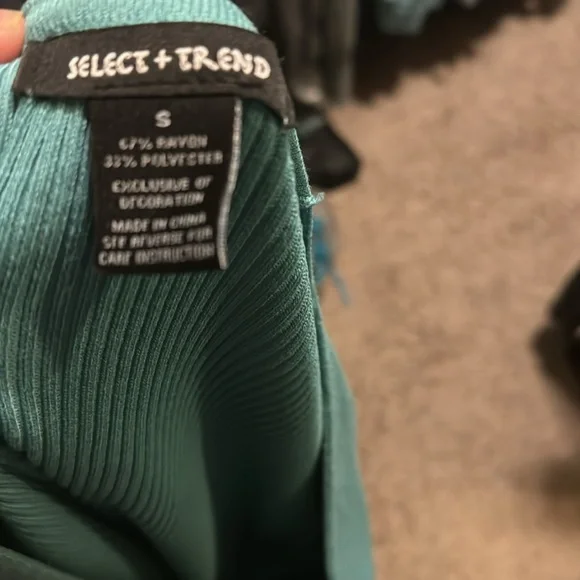 SELECT + TREND
S
67% RAYON
33% POLYESTER
EXCLUSIVE OF
DECORATION
MADE IN CHINA
SEE REVERSE FOR
CARE INSTRUCTION